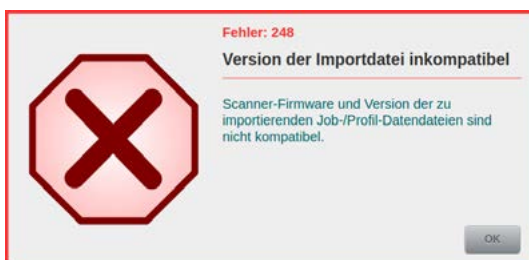 Fehler: 248
Version der Importdatei inkompatibel
Scanner-Firmware und Version der zu
importierenden Job-/Profil-Datendateien sind
nicht kompatibel.
OK